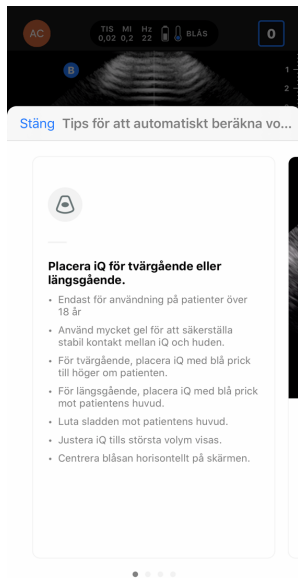 AC
TIS MI Hz
0,02 0,2 22
BLÅS
0
B
1
2
Stäng Tips för att automatiskt beräkna vo...
Placera iQ för tvärgående eller
längsgående.
• Endast för användning på patienter över
18 år
• Använd mycket gel för att säkerställa
stabil kontakt mellan iQ och huden.
• För tvärgående, placera iQ med blå prick
till höger om patienten.
• För längsgående, placera iQ med blå prick
mot patientens huvud.
• Luta sladden mot patientens huvud.
• Justera iQ tills största volym visas.
• Centrera blåsan horisontellt på skärmen.